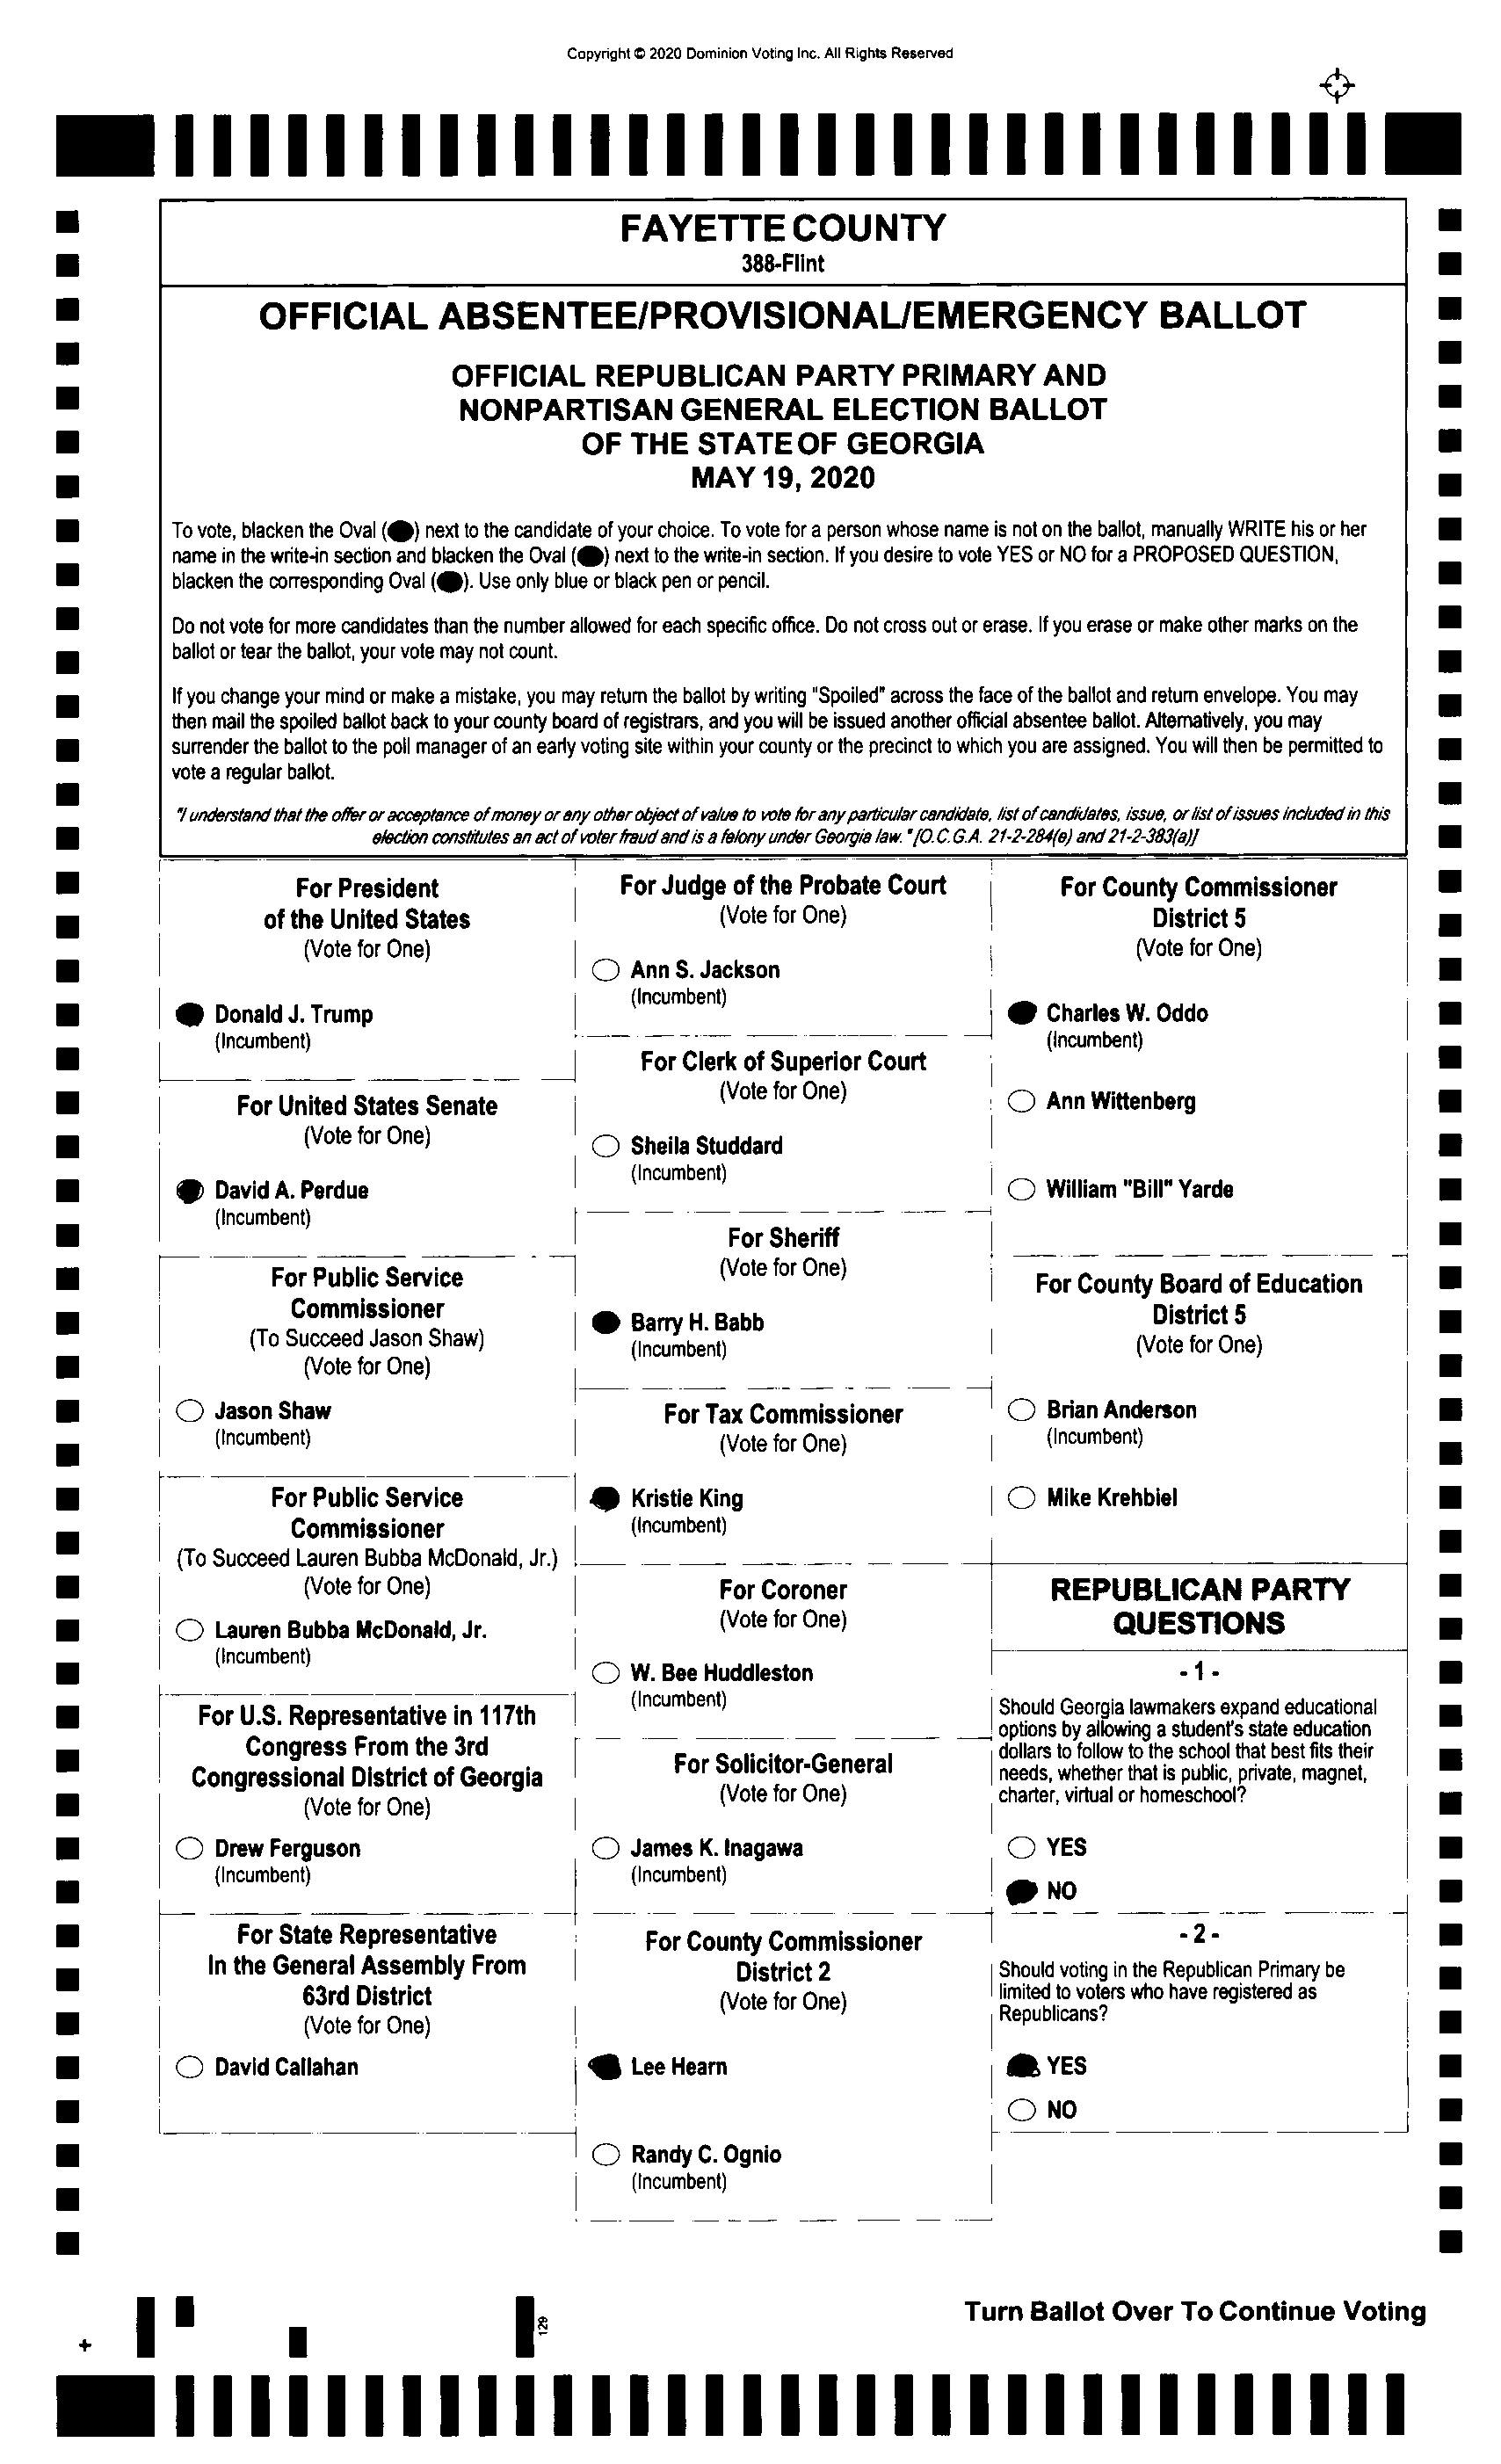 Copyright © 2020 Dominion Voting Inc. All Rights Reserved
FAYETTE COUNTY
388-Flint
OFFICIAL ABSENTEE/PROVISIONAL/EMERGENCY BALLOT
OFFICIAL REPUBLICAN PARTY PRIMARY AND
NONPARTISAN GENERAL ELECTION BALLOT
OF THE STATE OF GEORGIA
MAY 19, 2020
To vote, blacken the Oval (●) next to the candidate of your choice. To vote for a person whose name is not on the ballot, manually WRITE his or her
name in the write-in section and blacken the Oval (●) next to the write-in section. If you desire to vote YES or NO for a PROPOSED QUESTION,
blacken the corresponding Oval (●). Use only blue or black pen or pencil.
Do not vote for more candidates than the number allowed for each specific office. Do not cross out or erase. If you erase or make other marks on the
ballot or tear the ballot, your vote may not count.
If you change your mind or make a mistake, you may return the ballot by writing "Spoiled" across the face of the ballot and return envelope. You may
then mail the spoiled ballot back to your county board of registrars, and you will be issued another official absentee ballot. Alternatively, you may
surrender the ballot to the poll manager of an early voting site within your county or the precinct to which you are assigned. You will then be permitted to
vote a regular ballot.
"I understand that the offer or acceptance of money or any other object of value to vote for any particular candidate, list of candidates, issue, or list of issues included in this
election constitutes an act of voter fraud and is a felony under Georgia law." [O.C.G.A. 21-2-284(e) and 21-2-383(a)]
For President
of the United States
(Vote for One)
Donald J. Trump
(Incumbent)
For United States Senate
(Vote for One)
David A. Perdue
(Incumbent)
For Public Service
Commissioner
(To Succeed Jason Shaw)
(Vote for One)
Jason Shaw
(Incumbent)
For Public Service
Commissioner
(To Succeed Lauren Bubba McDonald, Jr.)
(Vote for One)
Lauren Bubba McDonald, Jr.
(Incumbent)
For U.S. Representative in 117th
Congress From the 3rd
Congressional District of Georgia
(Vote for One)
Drew Ferguson
(Incumbent)
For State Representative
In the General Assembly From
63rd District
(Vote for One)
David Callahan
For Judge of the Probate Court
(Vote for One)
Ann S. Jackson
(Incumbent)
For Clerk of Superior Court
(Vote for One)
Sheila Studdard
(Incumbent)
For Sheriff
(Vote for One)
Barry H. Babb
(Incumbent)
For Tax Commissioner
(Vote for One)
Kristie King
(Incumbent)
For Coroner
(Vote for One)
W. Bee Huddleston
(Incumbent)
For Solicitor-General
(Vote for One)
James K. Inagawa
(Incumbent)
For County Commissioner
District 2
(Vote for One)
Lee Hearn
Randy C. Ognio
(Incumbent)
For County Commissioner
District 5
(Vote for One)
Charles W. Oddo
(Incumbent)
Ann Wittenberg
William "Bill" Yarde
For County Board of Education
District 5
(Vote for One)
Brian Anderson
(Incumbent)
Mike Krehbiel
REPUBLICAN PARTY
QUESTIONS
- 1 -
Should Georgia lawmakers expand educational
options by allowing a student's state education
dollars to follow to the school that best fits their
needs, whether that is public, private, magnet,
charter, virtual or homeschool?
YES
NO
- 2 -
Should voting in the Republican Primary be
limited to voters who have registered as
Republicans?
YES
NO
Turn Ballot Over To Continue Voting
129